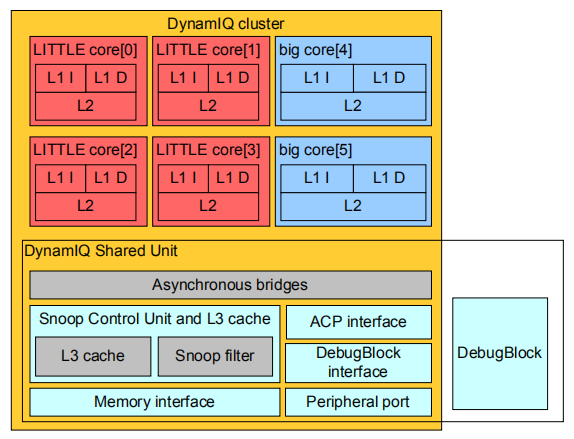 DynamIQ cluster
LITTLE core[0]
L1 I
L1 D
L2
LITTLE core[1]
L1 I
L1 D
L2
big core[4]
L1 I
L1 D
L2
LITTLE core[2]
L1 I
L1 D
L2
LITTLE core[3]
L1 I
L1 D
L2
big core[5]
L1 I
L1 D
L2
DynamIQ Shared Unit
Asynchronous bridges
Snoop Control Unit and L3 cache
L3 cache
Snoop filter
ACP interface
DebugBlock
interface
Memory interface
Peripheral port
DebugBlock